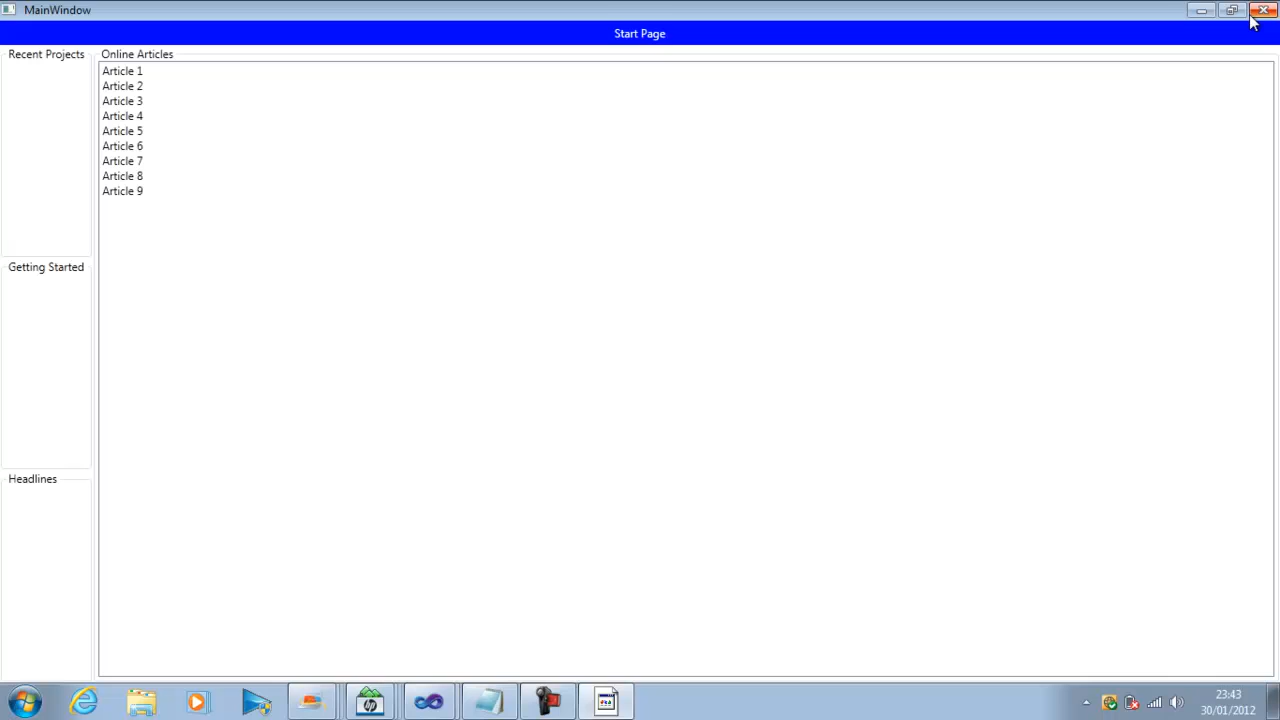 MainWindow
Start Page
Recent Projects
Online Articles
Article 1
Article 2
Article 3
Article 4
Article 5
Article 6
Article 7
Article 8
Article 9
Getting Started
Headlines
hp
23:43
30/01/2012